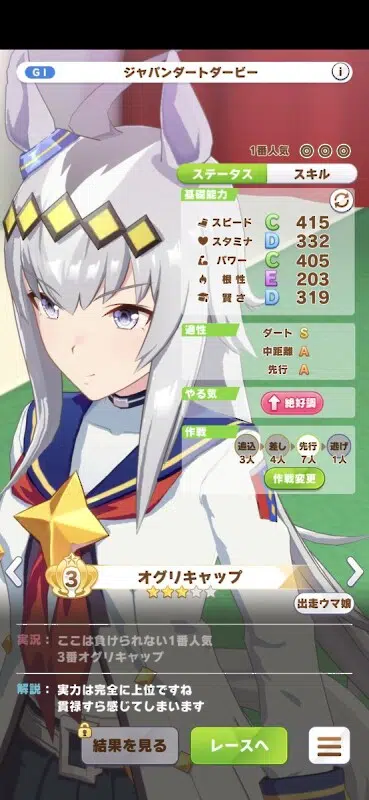 GI ジャパンダートダービー i
1番人気
ステータス スキル
基礎能力
スピード C 415
スタミナ D 332
パワー C 405
根性 E 203
賢さ D 319
適性
ダート S
中距離 A
先行 A
やる気
絶好調
作戦
追込 差し 先行 逃げ
3人 4人 7人 1人
作戦変更
3 オグリキャップ
出走ウマ娘
実況： ここは負けられない1番人気
3番オグリキャップ
解説： 実力は完全に上位ですね
貫禄すら感じてしまいます
結果を見る レースへ